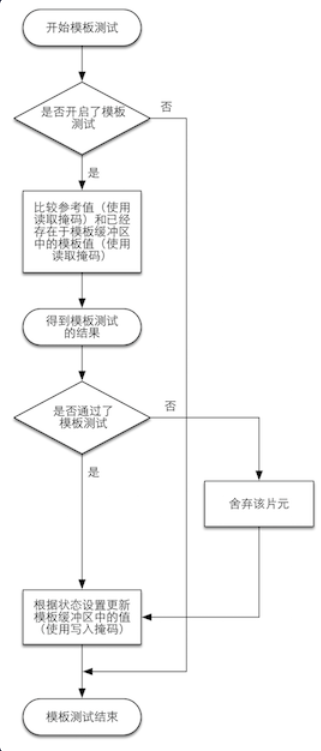 开始模板测试
是否开启了模板
测试
否
是
比较参考值（使用
读取掩码）和已经
存在于模板缓冲区
中的模板值（使用
读取掩码）
得到模板测试
的结果
是否通过了
模板测试
否
是
舍弃该片元
根据状态设置更新
模板缓冲区中的值
（使用写入掩码）
模板测试结束